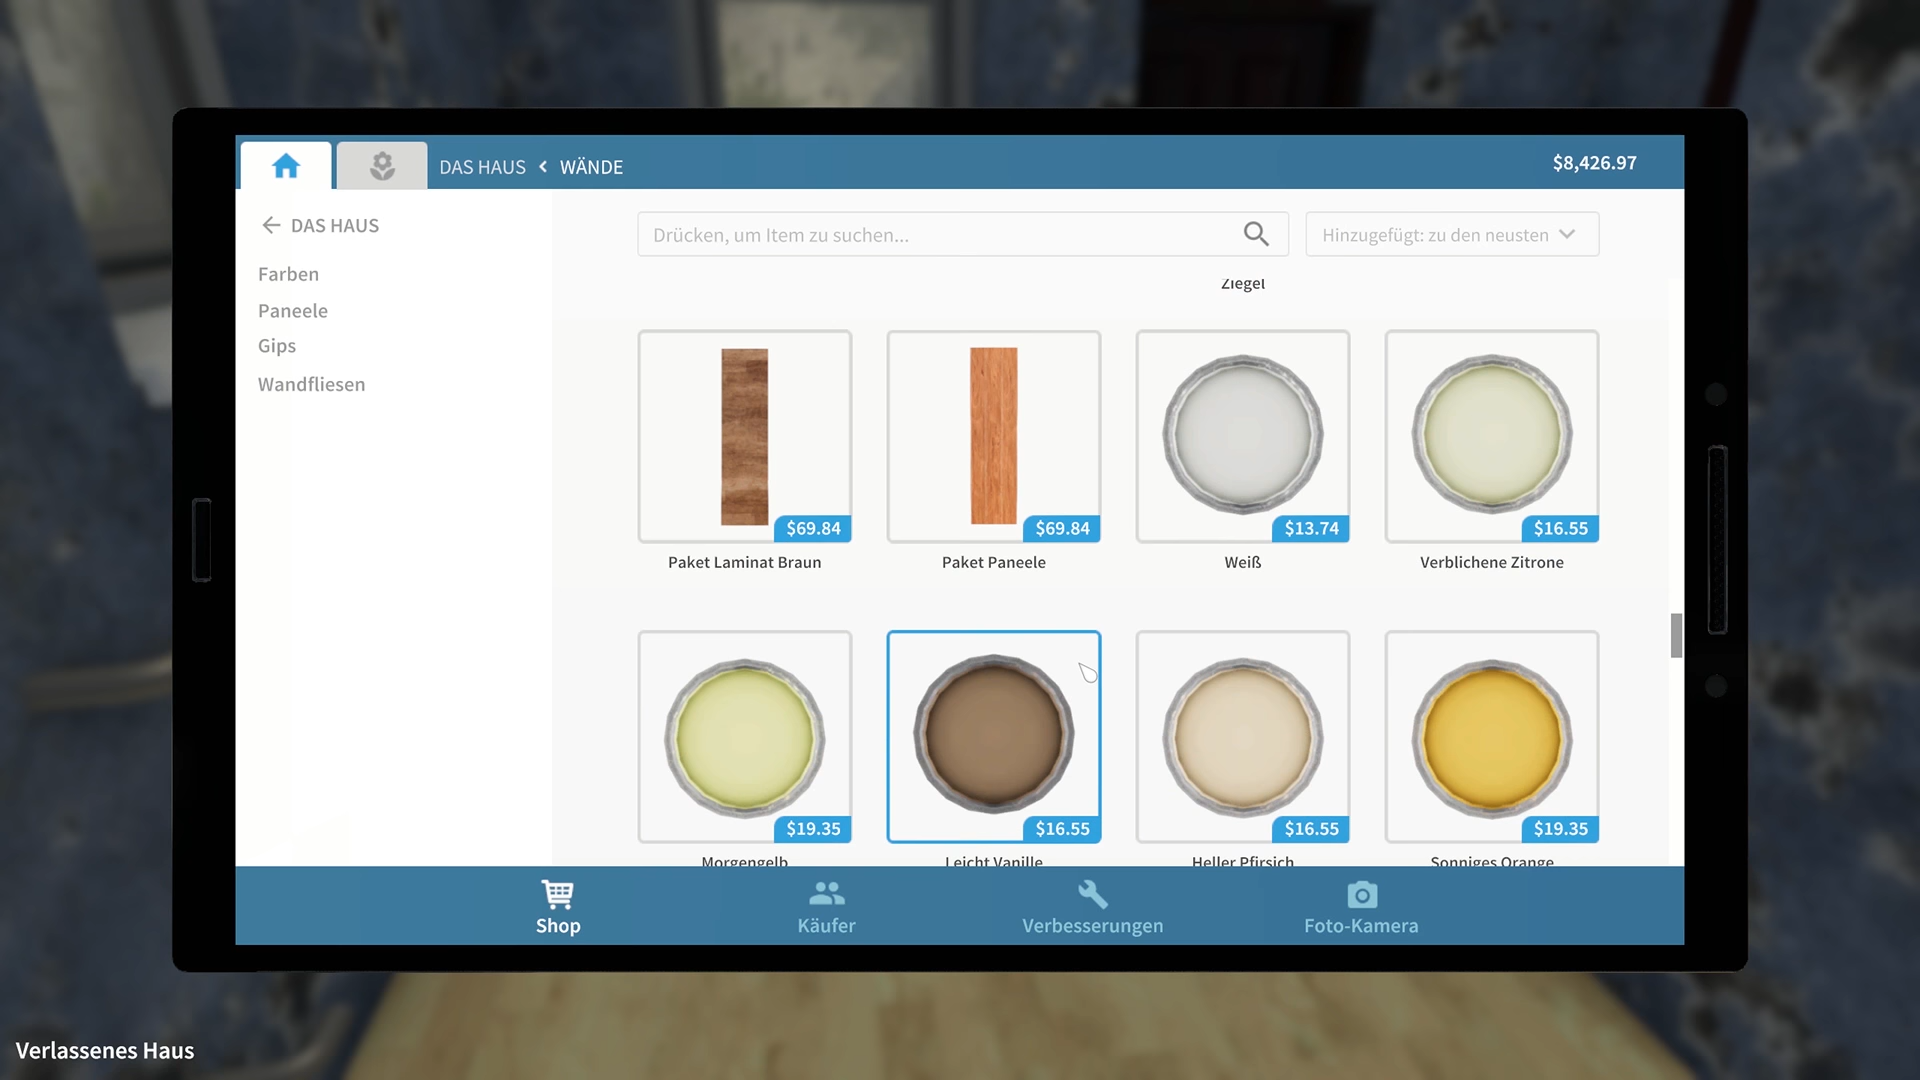 DAS HAUS < WÄNDE
$8,426.97
← DAS HAUS
Farben
Paneele
Gips
Wandfliesen
Drücken, um Item zu suchen...
Hinzugefügt: zu den neusten
Ziegel
$69.84
$69.84
$13.74
$16.55
Paket Laminat Braun
Paket Paneele
Weiß
Verblichene Zitrone
$19.35
$16.55
$16.55
$19.35
Morgengelb
Leicht Vanille
Heller Pfirsich
Sonniges Orange
Shop
Käufer
Verbesserungen
Foto-Kamera
Verlassenes Haus